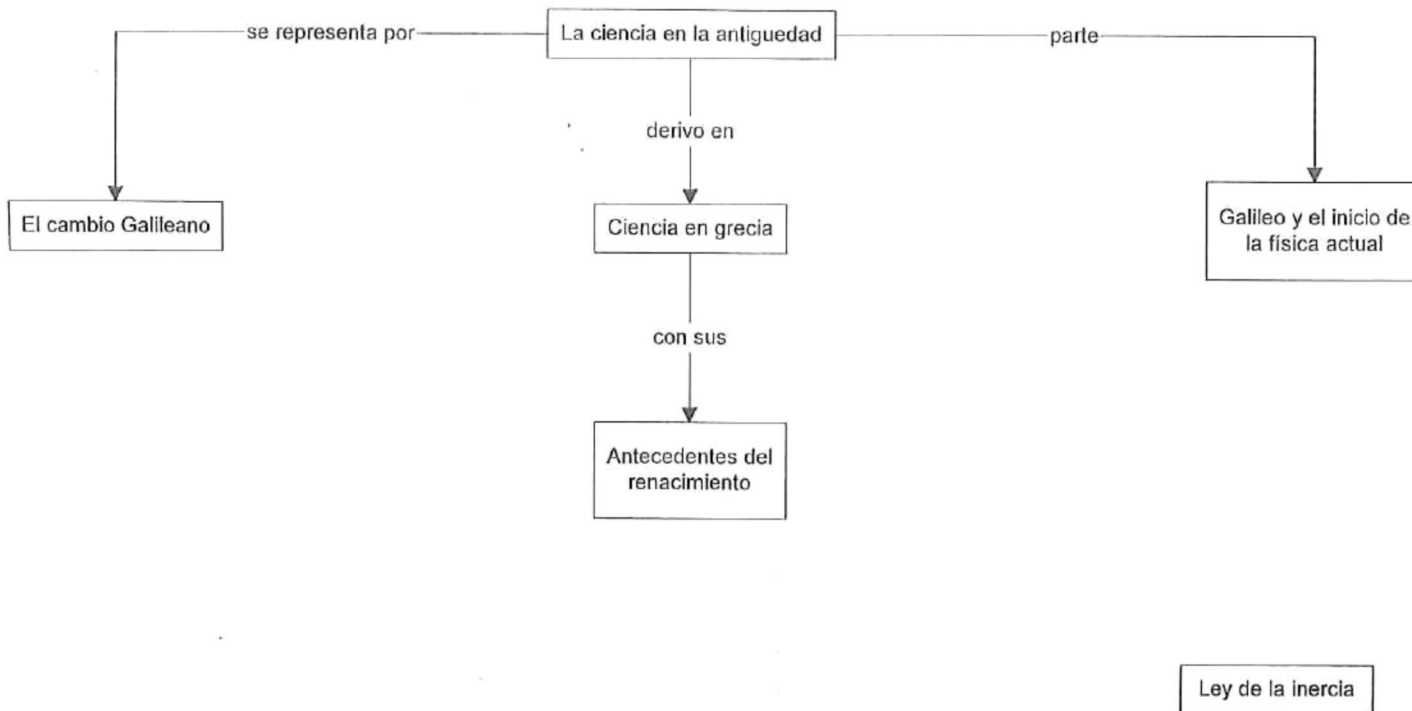 se representa por
La ciencia en la antiguedad
parte
derivo en
El cambio Galileano
Ciencia en grecia
Galileo y el inicio de
la física actual
con sus
Antecedentes del
renacimiento
Ley de la inercia